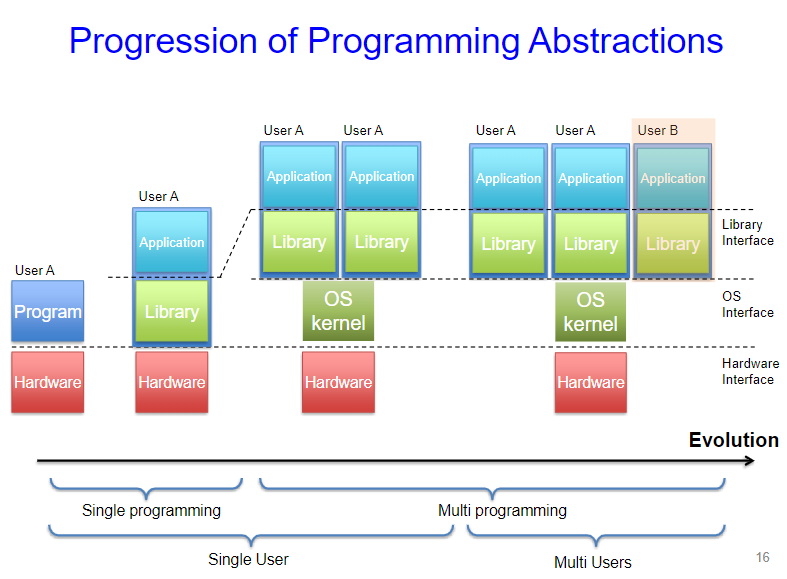 Progression of Programming Abstractions
User A
User A
User A
User A
User A
User A
User B
Application
Application
Application
Application
Application
Application
Library
Library
Library
Library
Library
Library
Interface
User A
Program
Library
OS
kernel
OS
kernel
OS
Interface
Hardware
Hardware
Hardware
Hardware
Hardware
Interface
Evolution
Single programming
Multi programming
Single User
Multi Users
16